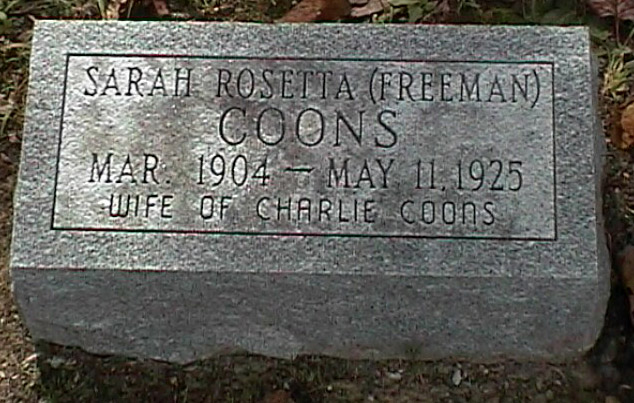 SARAH ROSETTA (FREEMAN)
COONS
MAR. 1904 — MAY 11, 1925
WIFE OF CHARLIE COONS